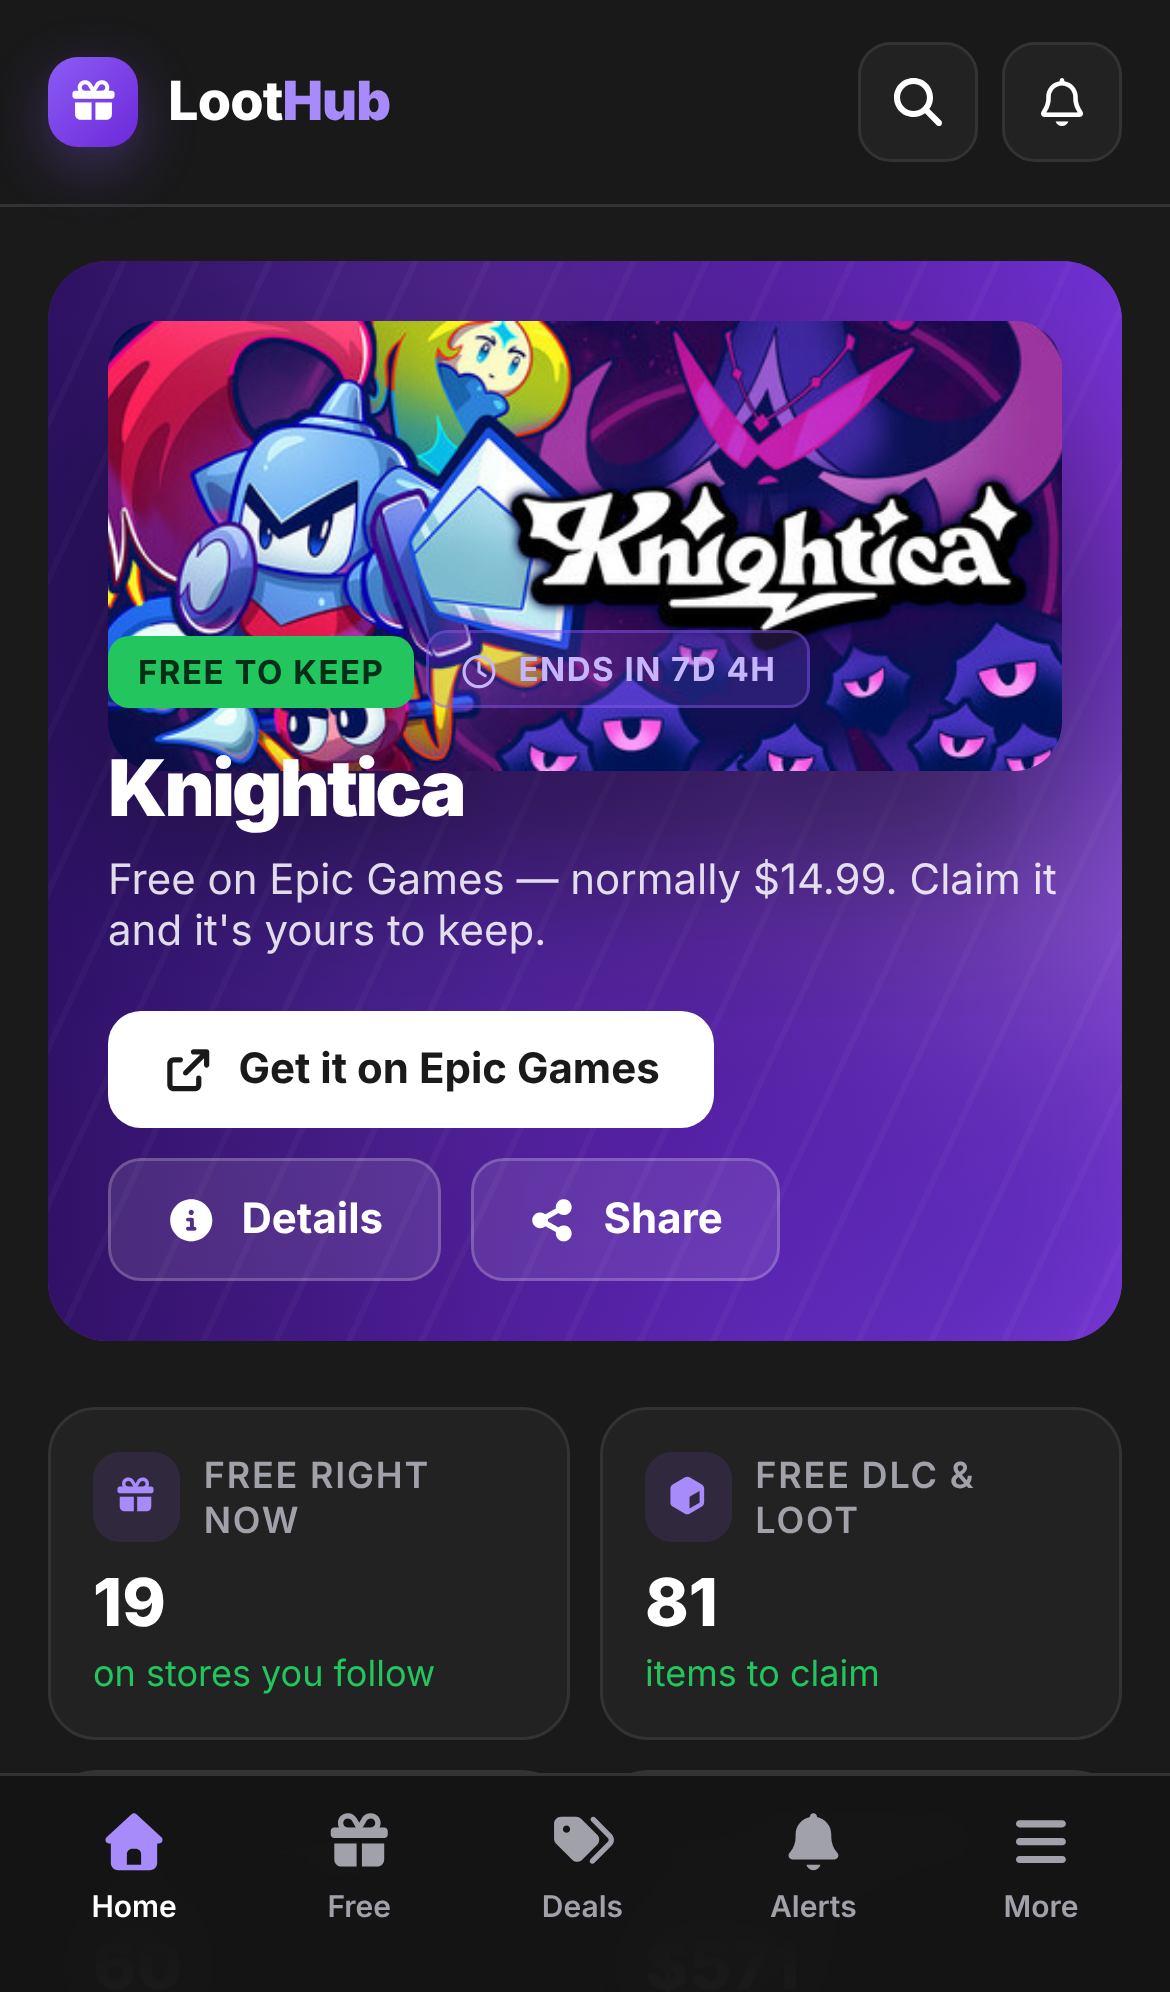 LootHub
Knightica
FREE TO KEEP
ENDS IN 7D 4H
Knightica
Free on Epic Games — normally $14.99. Claim it
and it's yours to keep.
Get it on Epic Games
Details
Share
FREE RIGHT
NOW
19
on stores you follow
FREE DLC &
LOOT
81
items to claim
Home
Free
Deals
Alerts
More
60
$571